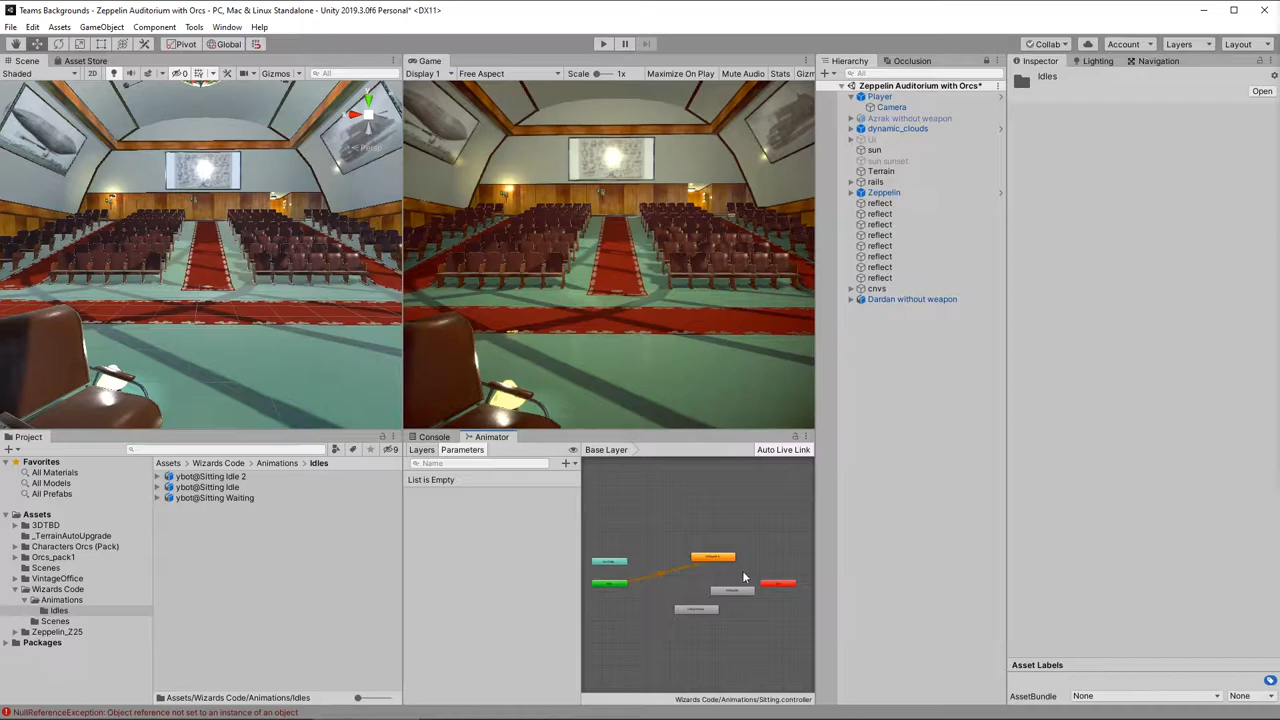 Teams Backgrounds - Zeppelin Auditorium with Orcs - PC, Mac & Linux Standalone - Unity 2019.3.0f6 Personal* <DX11>
File Edit Assets GameObject Component Tools Window Help
Pivot Global Collab Account Layers Layout
Scene Asset Store
Shaded 2D 0 Gizmos All
Persp
Game
Display 1 Free Aspect Scale 1x Maximize On Play Mute Audio Stats Gizm
Hierarchy Occlusion
All
Zeppelin Auditorium with Orcs*
Player
Camera
Azrak without weapon
dynamic_clouds
UI
sun
sun sunset
Terrain
rails
Zeppelin
reflect
reflect
reflect
reflect
reflect
reflect
reflect
reflect
cnvs
Dardan without weapon
Inspector Lighting Navigation
Idles
Open
Asset Labels
AssetBundle None None
Project
9
Favorites
All Materials
All Models
All Prefabs
Assets
3DTBD
_TerrainAutoUpgrade
Characters Orcs (Pack)
Orcs_pack1
Scenes
VintageOffice
Wizards Code
Animations
Idles
Scenes
Zeppelin_Z25
Packages
Assets Wizards Code Animations Idles
ybot@Sitting Idle 2
ybot@Sitting Idle
ybot@Sitting Waiting
Assets/Wizards Code/Animations/Idles
Console Animator
Layers Parameters Base Layer Auto Live Link
Name
List is Empty
Wizards Code/Animations/Sitting.controller
NullReferenceException: Object reference not set to an instance of an object